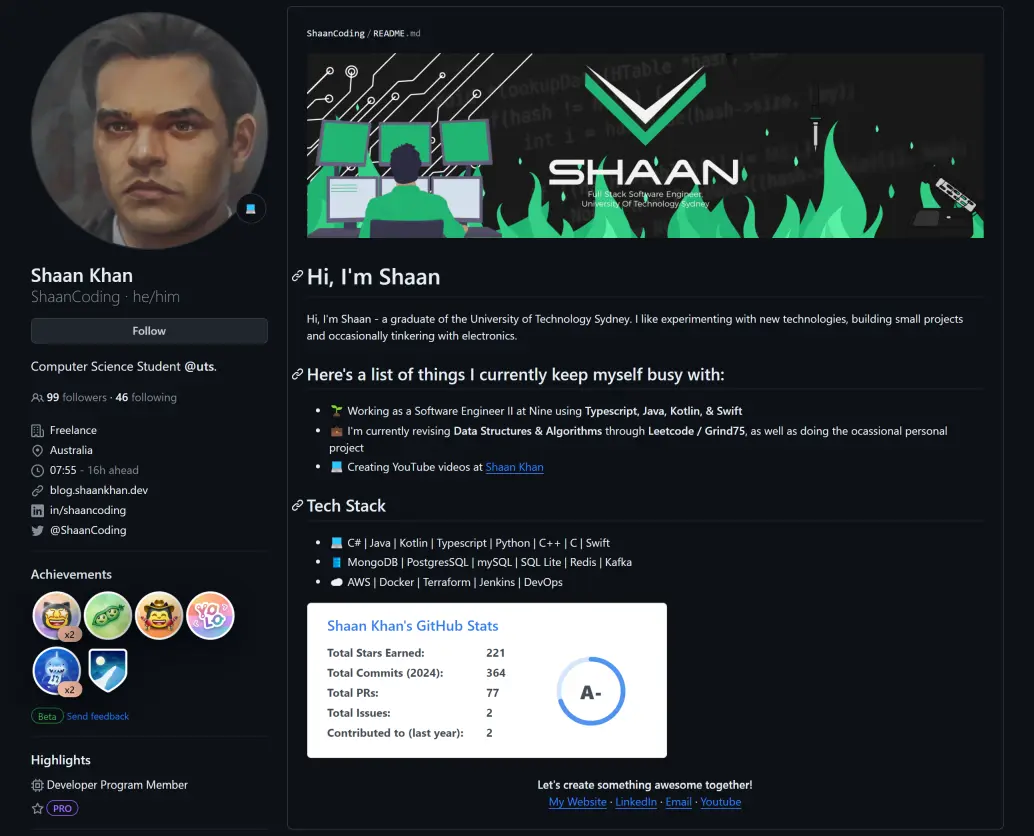 Shaan Khan
ShaanCoding · he/him
Follow
Computer Science Student @uts.
99 followers · 46 following
Freelance
Australia
07:55 - 16h ahead
blog.shaankhan.dev
in/shaancoding
@ShaanCoding
Achievements
x2
YOLO
x2
Beta Send feedback
Highlights
Developer Program Member
PRO
ShaanCoding/README.md
SHAAN
Full Stack Software Engineer
University Of Technology Sydney
Hi, I'm Shaan
Hi, I'm Shaan - a graduate of the University of Technology Sydney. I like experimenting with new technologies, building small projects
and occasionally tinkering with electronics.
Here's a list of things I currently keep myself busy with:
Working as a Software Engineer II at Nine using Typescript, Java, Kotlin, & Swift
I'm currently revising Data Structures & Algorithms through Leetcode / Grind75, as well as doing the ocassional personal
project
Creating YouTube videos at Shaan Khan
Tech Stack
C# | Java | Kotlin | Typescript | Python | C++ | C | Swift
MongoDB | PostgresSQL | mySQL | SQL Lite | Redis | Kafka
AWS | Docker | Terraform | Jenkins | DevOps
Shaan Khan's GitHub Stats
Total Stars Earned: 221
Total Commits (2024): 364
Total PRs: 77
Total Issues: 2
Contributed to (last year): 2
A-
Let's create something awesome together!
My Website · LinkedIn · Email · Youtube